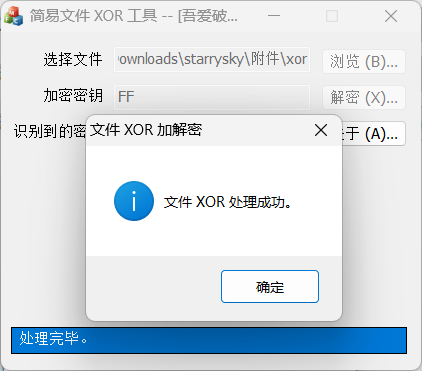 简易文件 XOR 工具 -- [吾爱破...
选择文件 ownloads\starrysky\附件\xor 浏览 (B)...
加密密钥 FF 解密 (X)...
识别到的密 于 (A)...
文件 XOR 加解密
文件 XOR 处理成功。
确定
处理完毕。